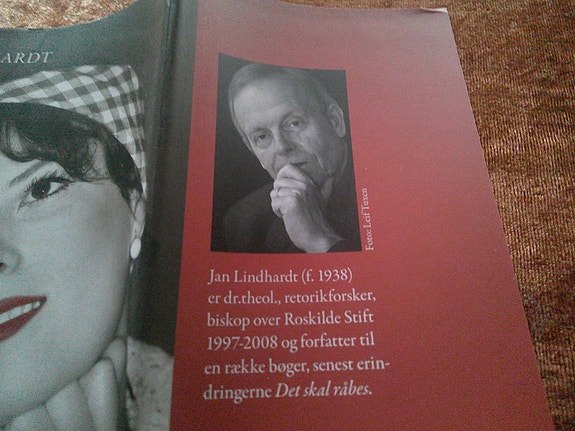 ARDT
Foto: Leif Tuxen
Jan Lindhardt (f. 1938)
er dr.theol., retorikforsker,
biskop over Roskilde Stift
1997-2008 og forfatter til
en række bøger, senest erin-
dringerne Det skal råbes.